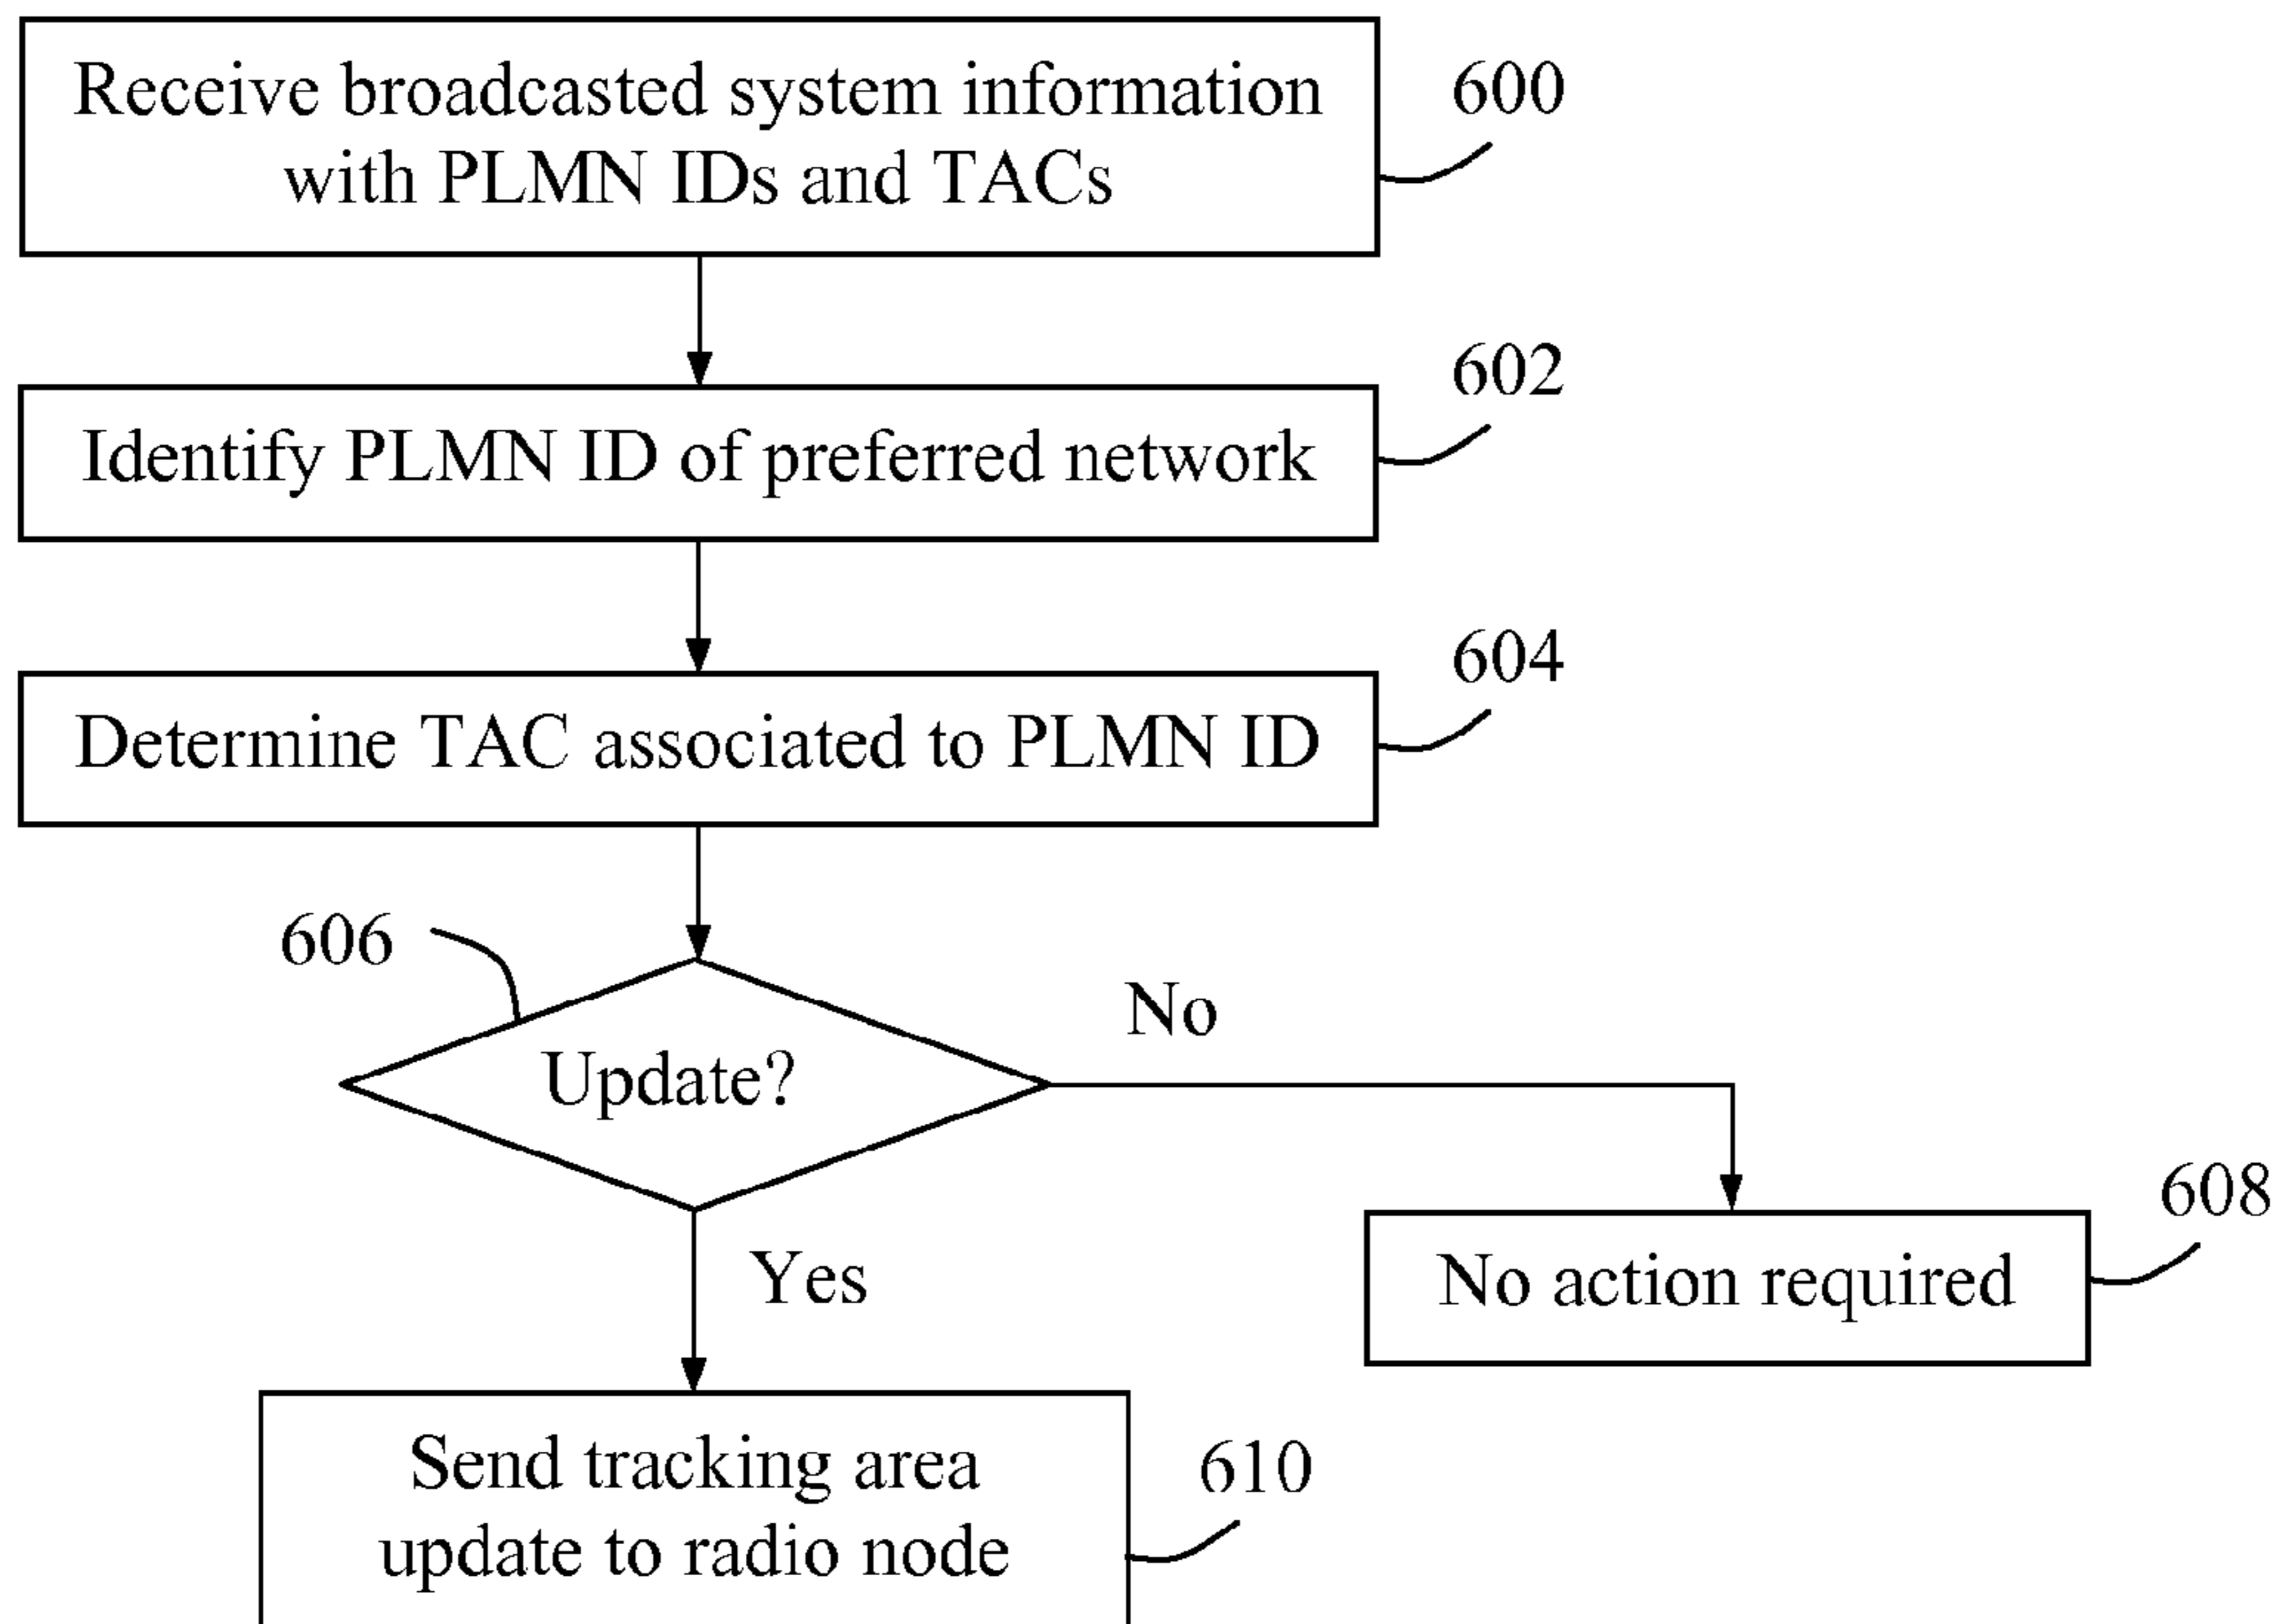 Receive broadcasted system information
with PLMN IDs and TACs
600
Identify PLMN ID of preferred network
602
Determine TAC associated to PLMN ID
604
606
Update?
No
Yes
No action required
608
Send tracking area
update to radio node
610